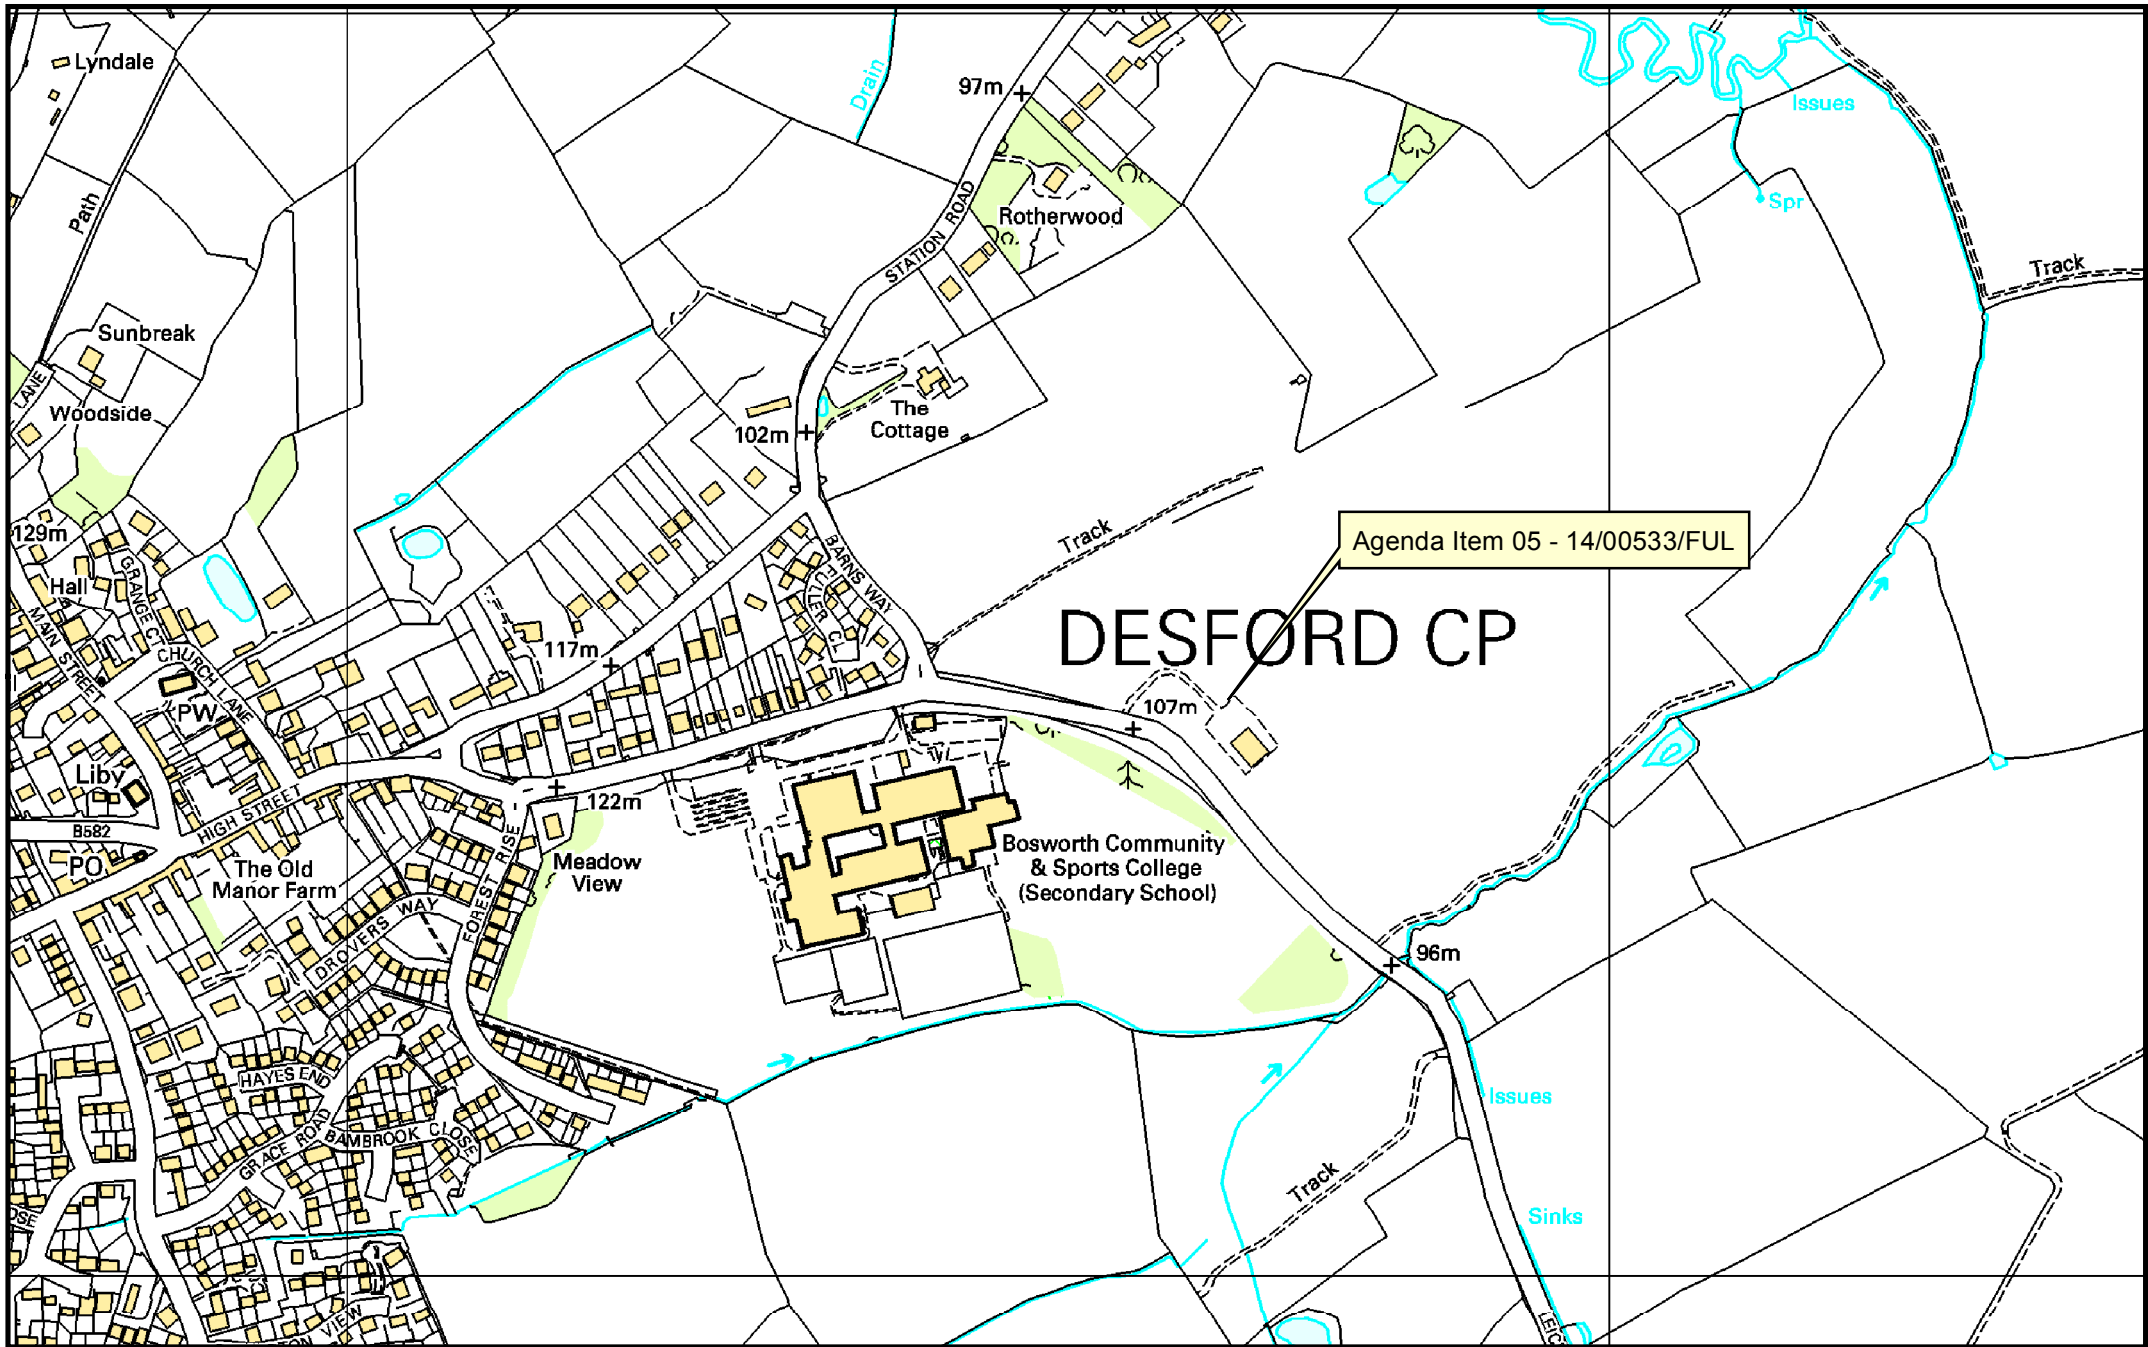 Lyndale
Path
Drain
97m
Issues
Spr
Track
STATION ROAD
Rotherwood
Sunbreak
LANE
Woodside
The
Cottage
102m
129m
Hall
GRANGE CT
MAIN STREET
CHURCH LANE
PW
117m
BARNS WAY
FULLER CL
Track
Agenda Item 05 - 14/00533/FUL
DESFORD CP
107m
Liby
HIGH STREET
B582
PO
The Old
Manor Farm
122m
FOREST RISE
Meadow
View
DROVERS WAY
Bosworth Community
& Sports College
(Secondary School)
96m
HAYES END
GRACE ROAD
BAMBROOK CLOSE
Issues
Track
Sinks
VIEW